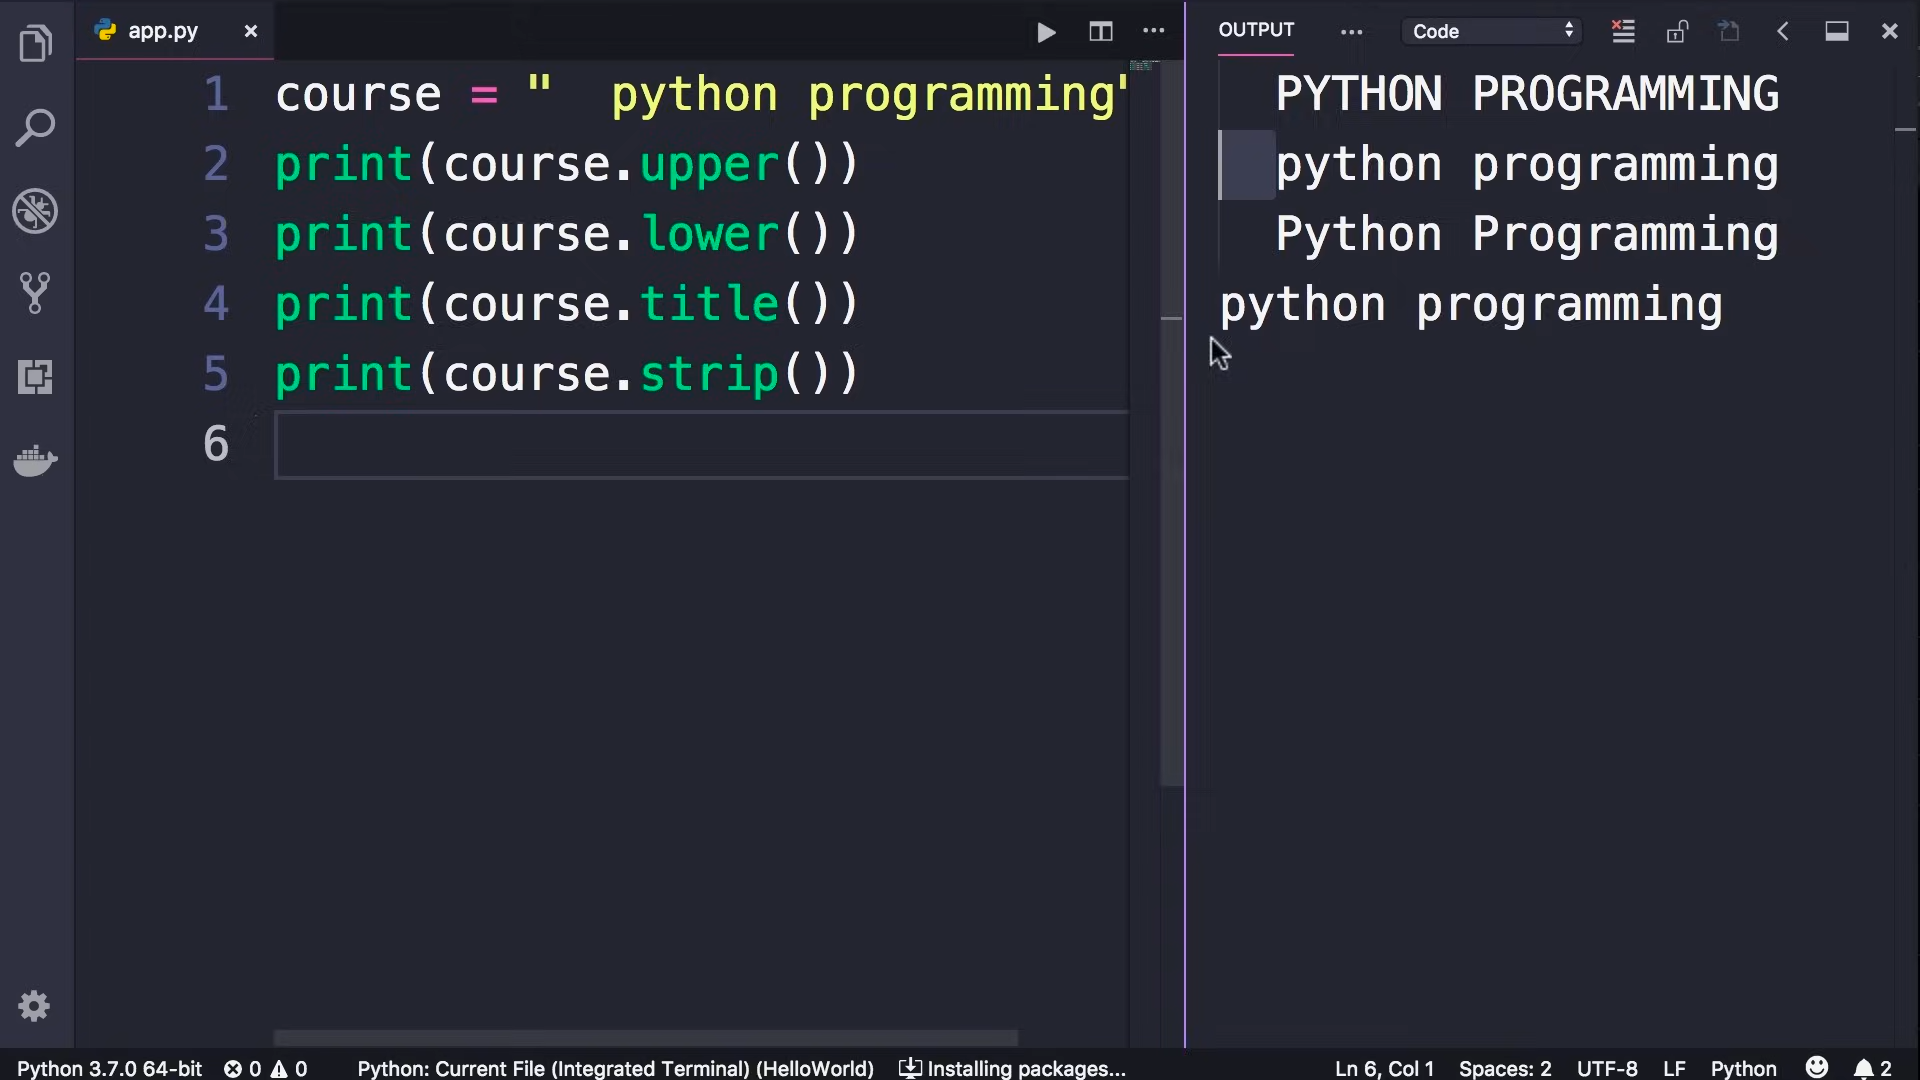 app.py
1 course = "  python programming"
2 print(course.upper())
3 print(course.lower())
4 print(course.title())
5 print(course.strip())
6
OUTPUT
Code
  PYTHON PROGRAMMING
  python programming
  Python Programming
python programming
Python 3.7.0 64-bit 0 0 Python: Current File (Integrated Terminal) (HelloWorld) Installing packages... Ln 6, Col 1 Spaces: 2 UTF-8 LF Python 2